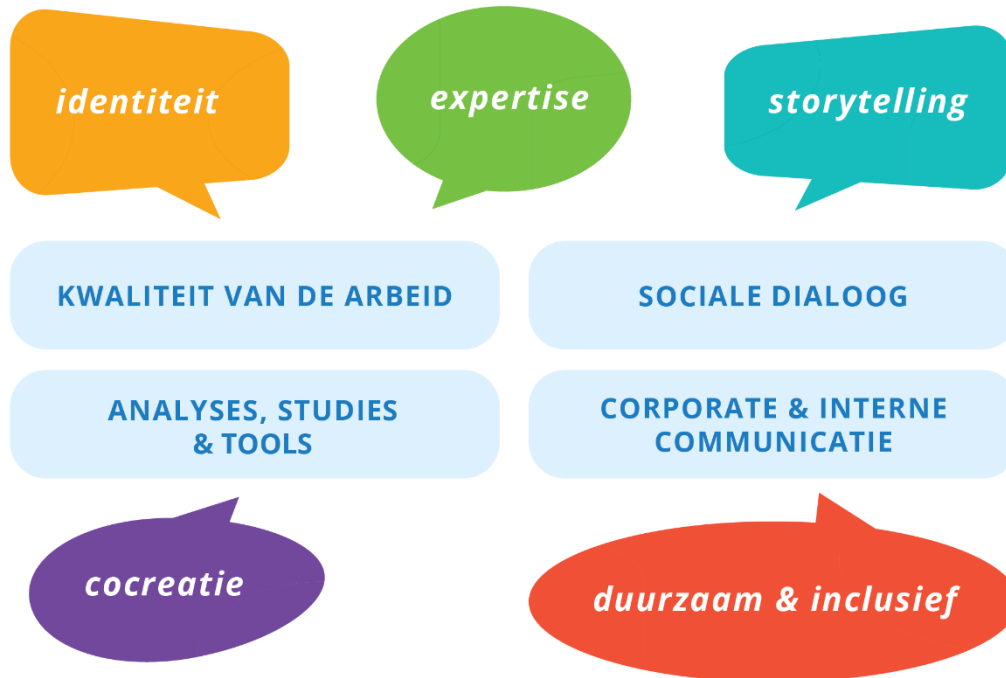 identiteit
expertise
storytelling
KWALITEIT VAN DE ARBEID
SOCIALE DIALOOG
ANALYSES, STUDIES
& TOOLS
CORPORATE & INTERNE
COMMUNICATIE
cocreatie
duurzaam & inclusief